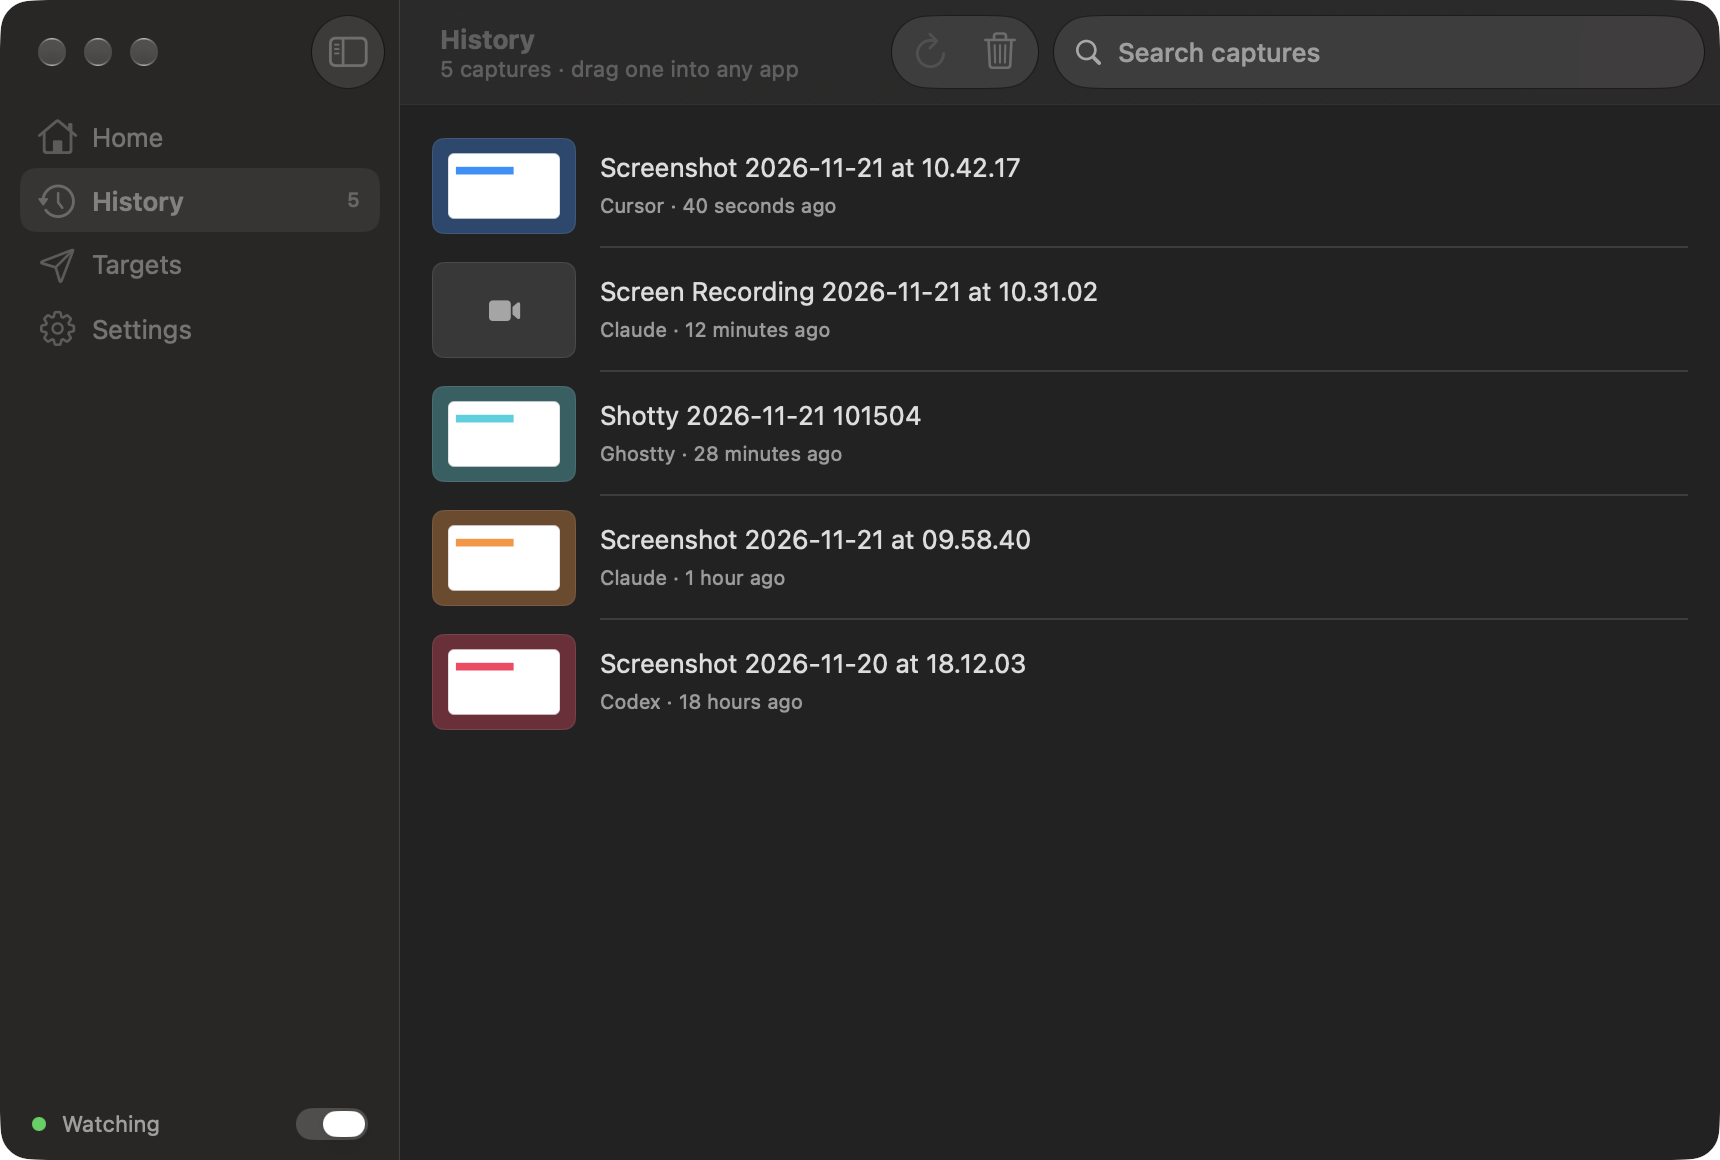 Home
History 5
Targets
Settings
Watching
History
5 captures · drag one into any app
Search captures
Screenshot 2026-11-21 at 10.42.17
Cursor · 40 seconds ago
Screen Recording 2026-11-21 at 10.31.02
Claude · 12 minutes ago
Shotty 2026-11-21 101504
Ghostty · 28 minutes ago
Screenshot 2026-11-21 at 09.58.40
Claude · 1 hour ago
Screenshot 2026-11-20 at 18.12.03
Codex · 18 hours ago